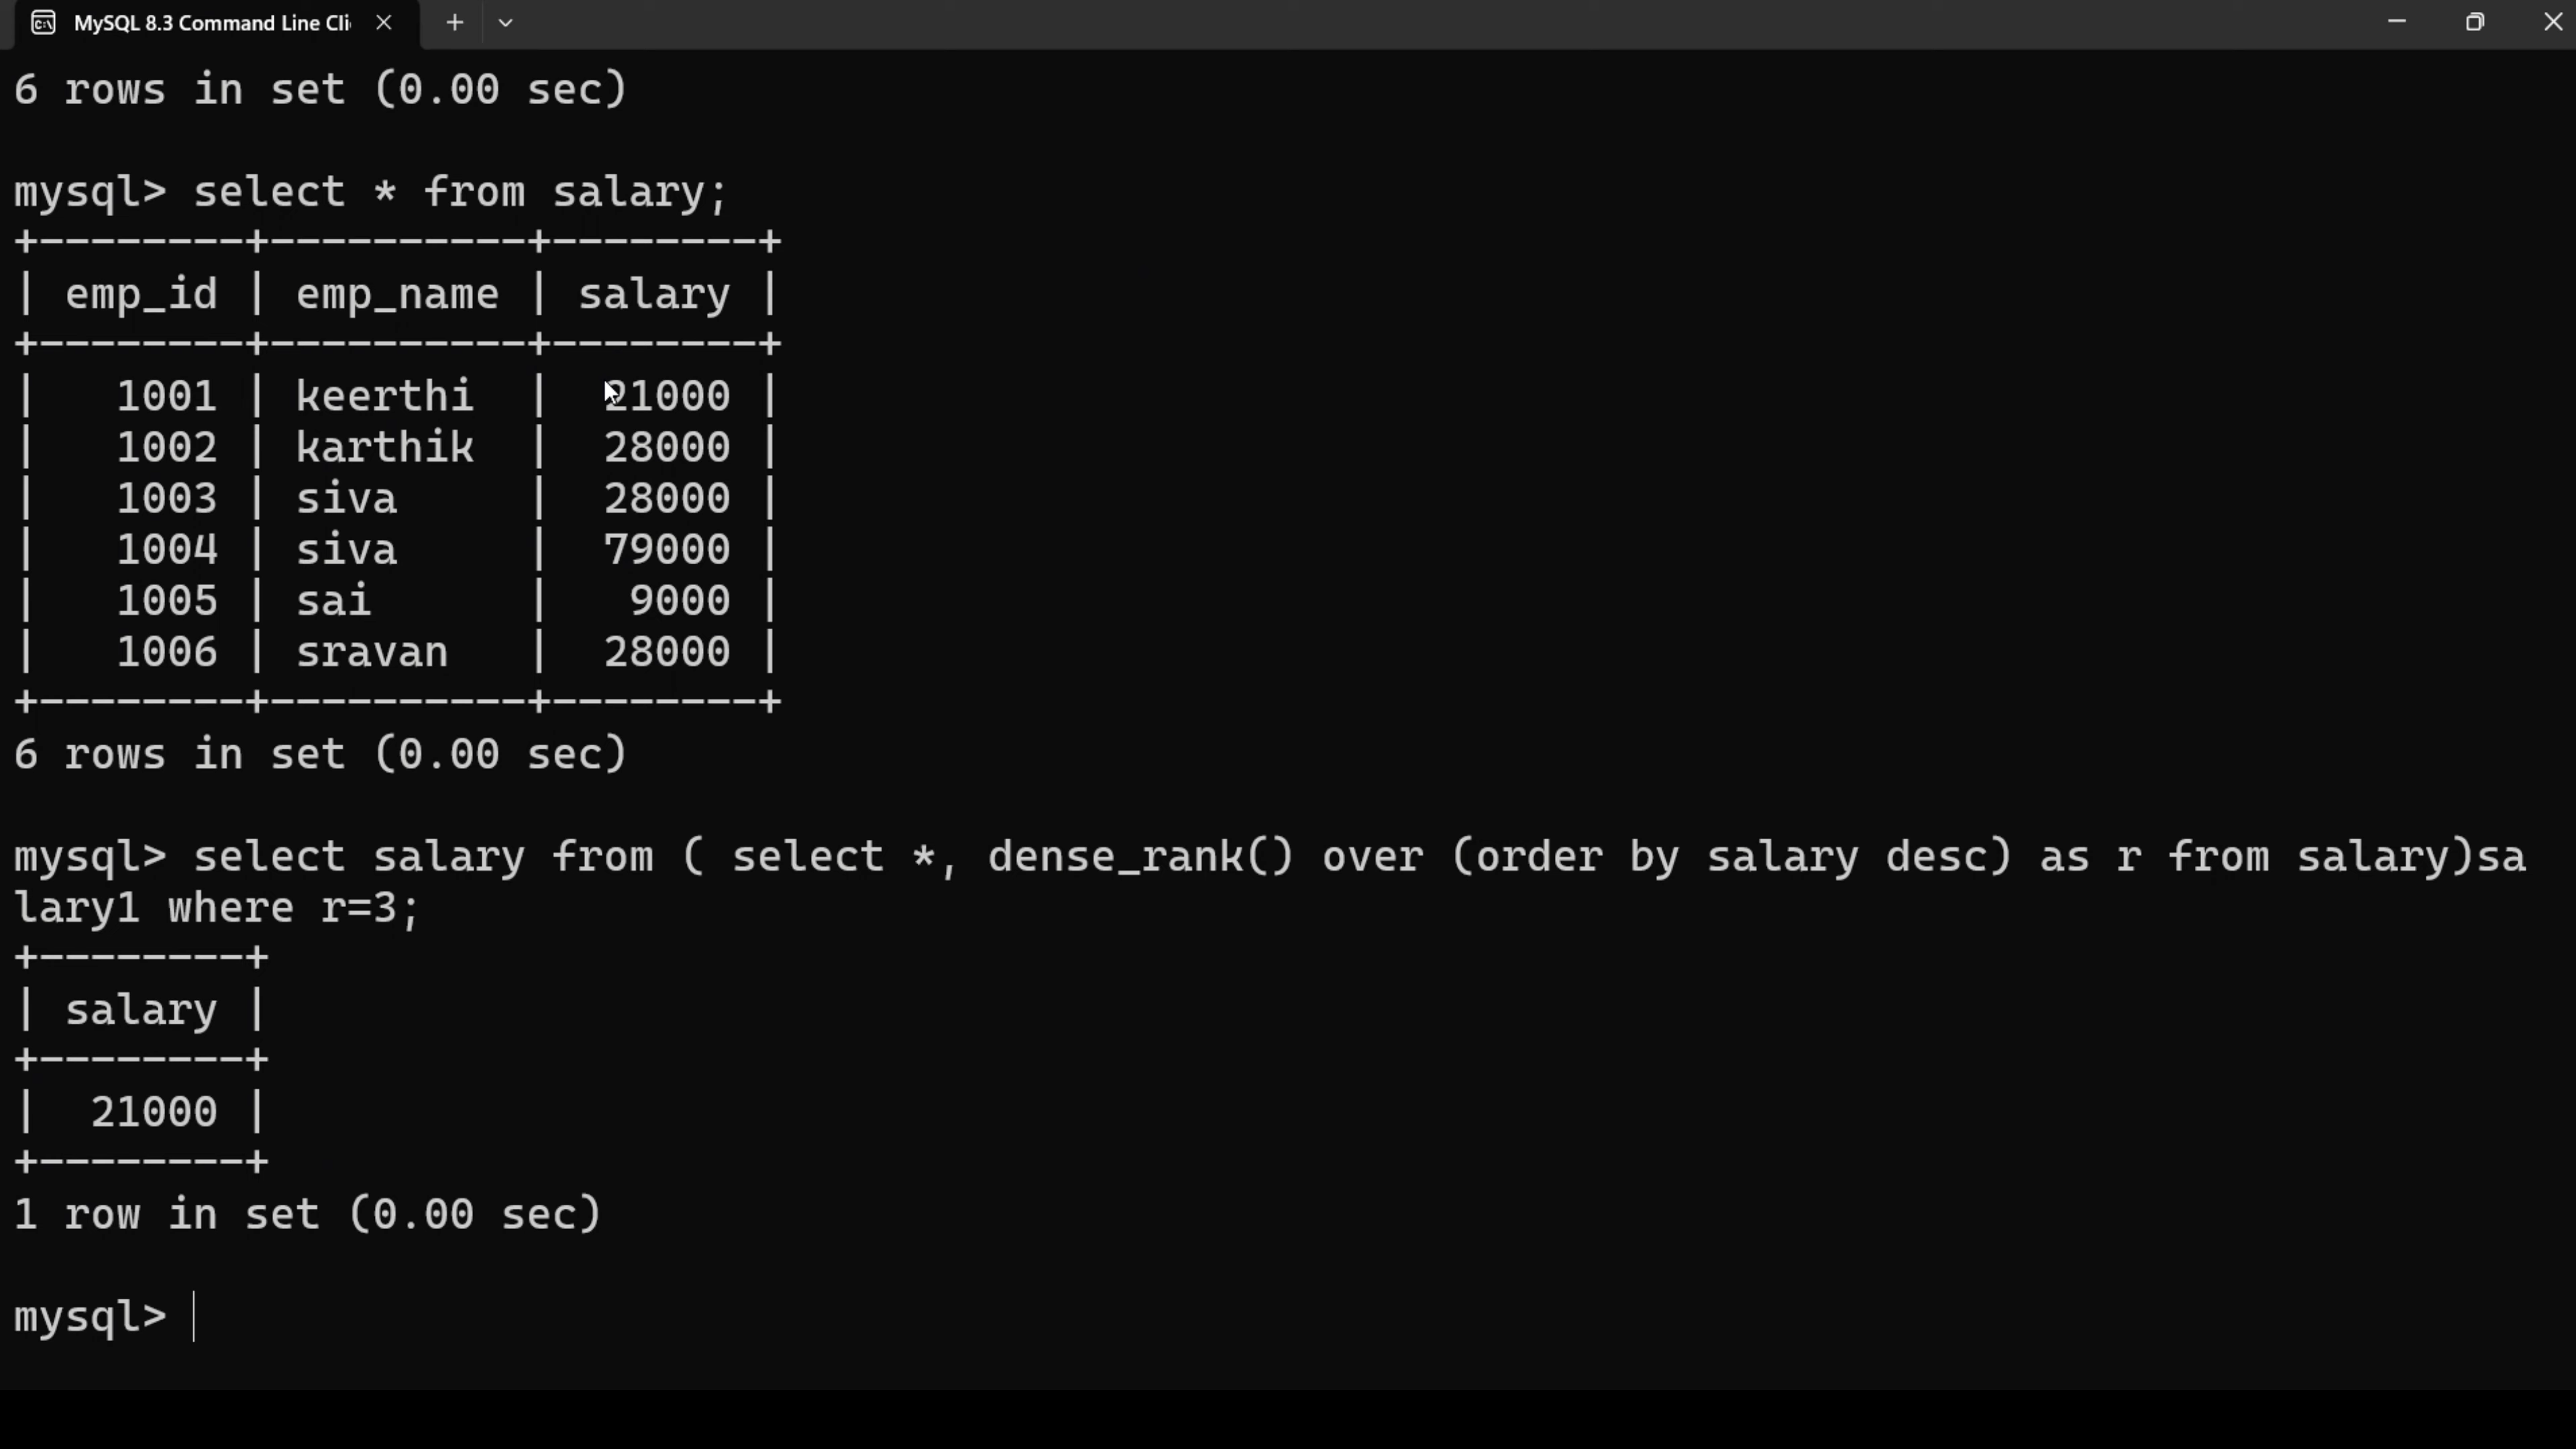 MySQL 8.3 Command Line Cli
6 rows in set (0.00 sec)
mysql> select * from salary;
+--------+----------+--------+
| emp_id | emp_name | salary |
+--------+----------+--------+
|   1001 | keerthi  |  21000 |
|   1002 | karthik  |  28000 |
|   1003 | siva     |  28000 |
|   1004 | siva     |  79000 |
|   1005 | sai      |   9000 |
|   1006 | sravan   |  28000 |
+--------+----------+--------+
6 rows in set (0.00 sec)
mysql> select salary from ( select *, dense_rank() over (order by salary desc) as r from salary)sa
lary1 where r=3;
+--------+
| salary |
+--------+
|  21000 |
+--------+
1 row in set (0.00 sec)
mysql>